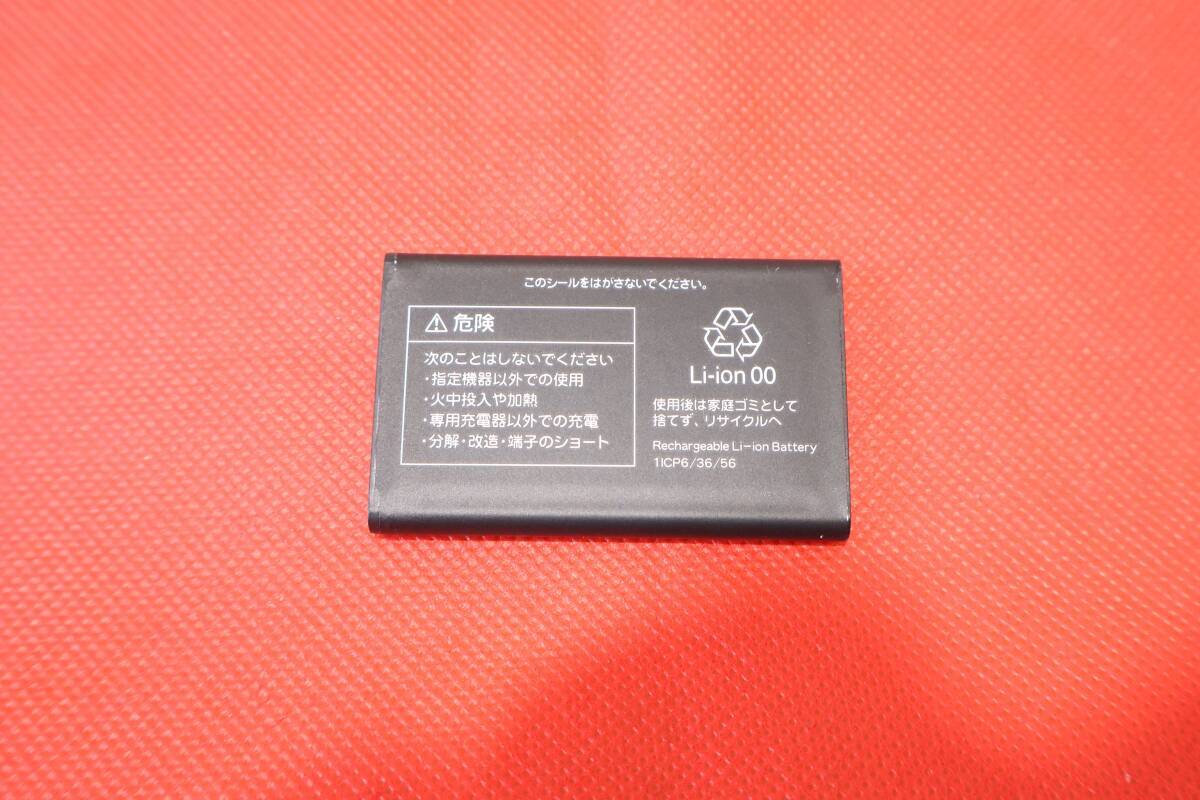 このシールをはがさないでください。
⚠危険
次のことはしないでください
・指定機器以外での使用
・火中投入や加熱
・専用充電器以外での充電
・分解・改造・端子のショート
Li-ion 00
使用後は家庭ゴミとして
捨てず、リサイクルへ
Rechargeable Li-ion Battery
1ICP6/36/56